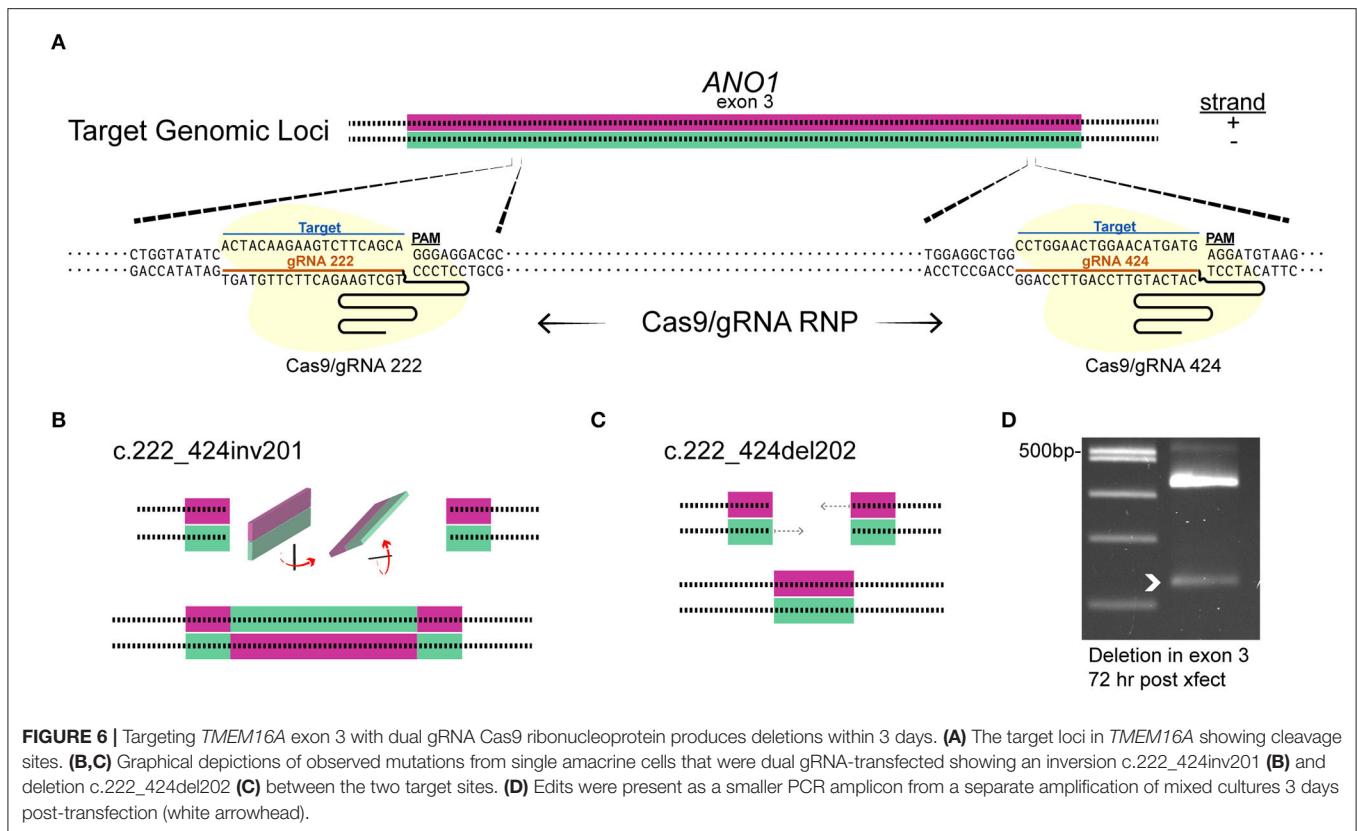 A
ANO1
exon 3
strand
Target Genomic Loci
+
-
Target
PAM
Target
PAM
····CTGGTATATC ACTACAAGAAGTCTTCAGCA GGGAGGACGC····
····TGGAGGCTGG CCTGGAACTGGAACATGATG AGGATGTAAG····
gRNA 222
gRNA 424
····GACCATATAG TGATGTTCTTCAGAAGTCGT CCCTCCTGCG····
····ACCTCCGACC GGACCTTGACCTTGTACTAC TCCTACATTC····
Cas9/gRNA RNP
Cas9/gRNA 222
Cas9/gRNA 424
B
c.222_424inv201
C
c.222_424del202
D
500bp-
Deletion in exon 3
72 hr post xfect
FIGURE 6 | Targeting TMEM16A exon 3 with dual gRNA Cas9 ribonucleoprotein produces deletions within 3 days. (A) The target loci in TMEM16A showing cleavage
sites. (B,C) Graphical depictions of observed mutations from single amacrine cells that were dual gRNA-transfected showing an inversion c.222_424inv201 (B) and
deletion c.222_424del202 (C) between the two target sites. (D) Edits were present as a smaller PCR amplicon from a separate amplification of mixed cultures 3 days
post-transfection (white arrowhead).